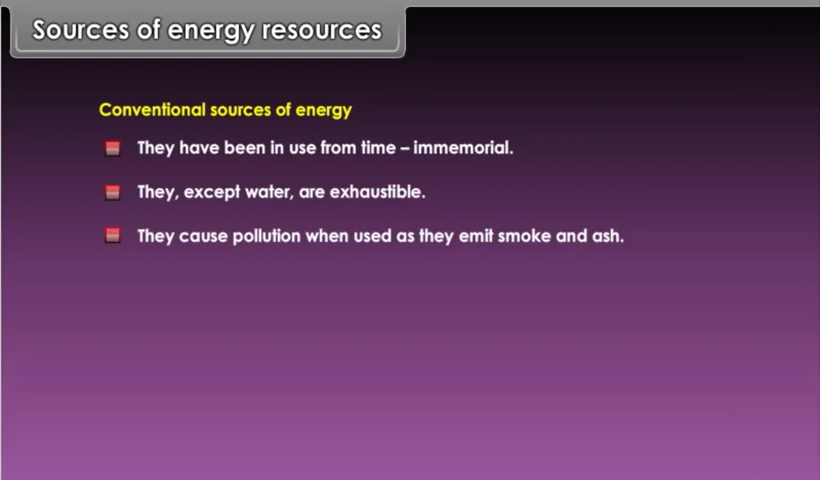 Sources of energy resources
Conventional sources of energy
They have been in use from time – immemorial.
They, except water, are exhaustible.
They cause pollution when used as they emit smoke and ash.